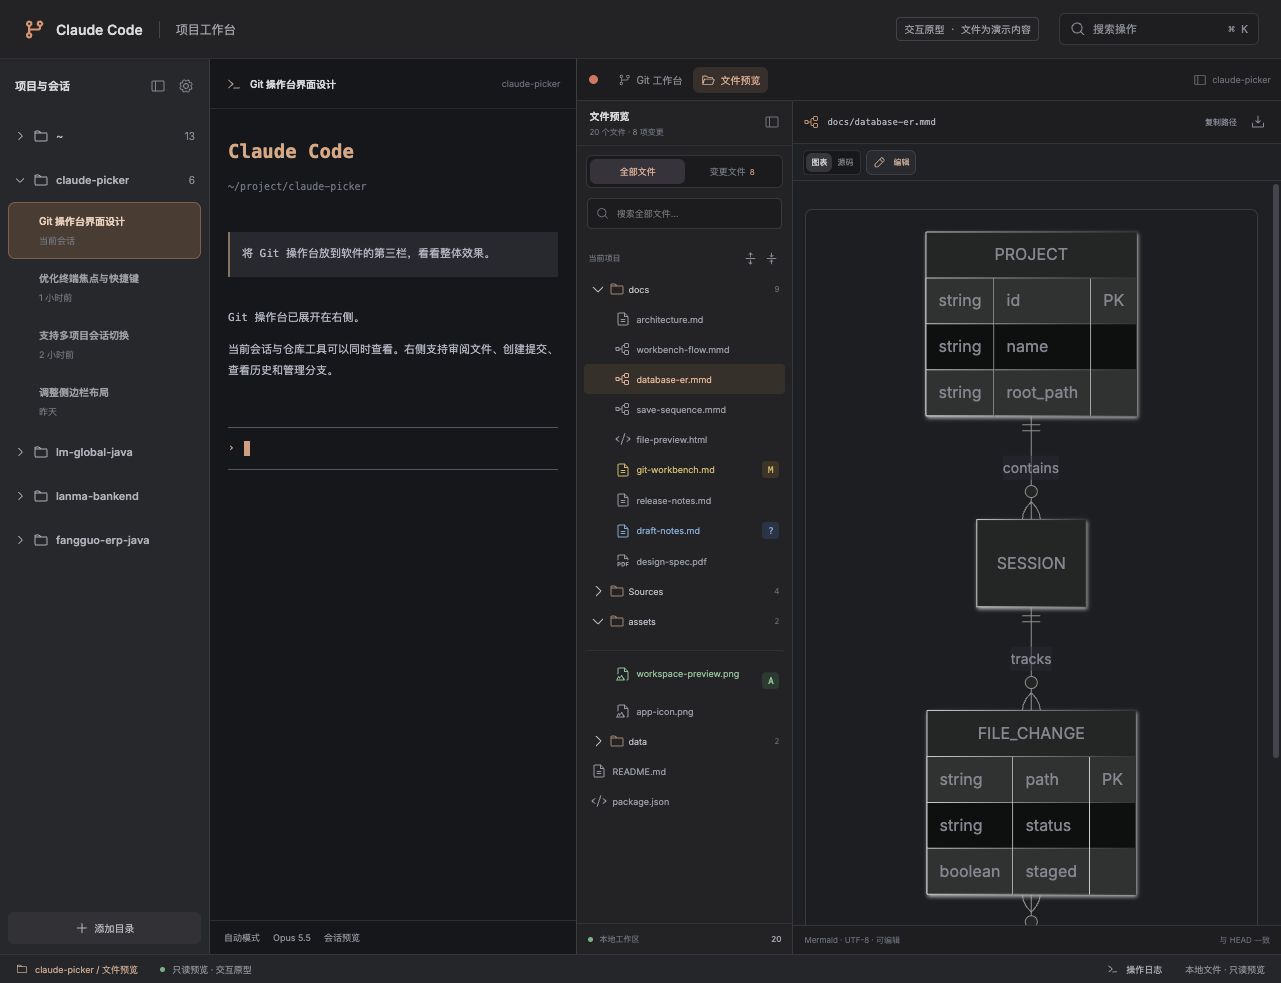 Claude Code
项目工作台
交互原型 · 文件为演示内容
搜索操作
⌘ K
项目与会话
~
13
claude-picker
6
Git 操作台界面设计
当前会话
优化终端焦点与快捷键
1 小时前
支持多项目会话切换
2 小时前
调整侧边栏布局
昨天
lm-global-java
lanma-bankend
fangguo-erp-java
添加目录
Git 操作台界面设计
claude-picker
Claude Code
~/project/claude-picker
将 Git 操作台放到软件的第三栏，看看整体效果。
Git 操作台已展开在右侧。
当前会话与仓库工具可以同时查看。右侧支持审阅文件、创建提交、
查看历史和管理分支。
›
自动模式
Opus 5.5
会话预览
Git 工作台
文件预览
claude-picker
文件预览
20 个文件 · 8 项变更
全部文件
变更文件 8
搜索全部文件...
当前项目
docs
9
architecture.md
workbench-flow.mmd
database-er.mmd
save-sequence.mmd
file-preview.html
git-workbench.md
M
release-notes.md
draft-notes.md
?
design-spec.pdf
Sources
4
assets
2
workspace-preview.png
A
app-icon.png
data
2
README.md
package.json
本地工作区
20
docs/database-er.mmd
复制路径
图表
源码
编辑
PROJECT
string id PK
string name
string root_path
contains
SESSION
tracks
FILE_CHANGE
string path PK
string status
boolean staged
Mermaid · UTF-8 · 可编辑
与 HEAD 一致
claude-picker / 文件预览
只读预览 · 交互原型
操作日志
本地文件 · 只读预览